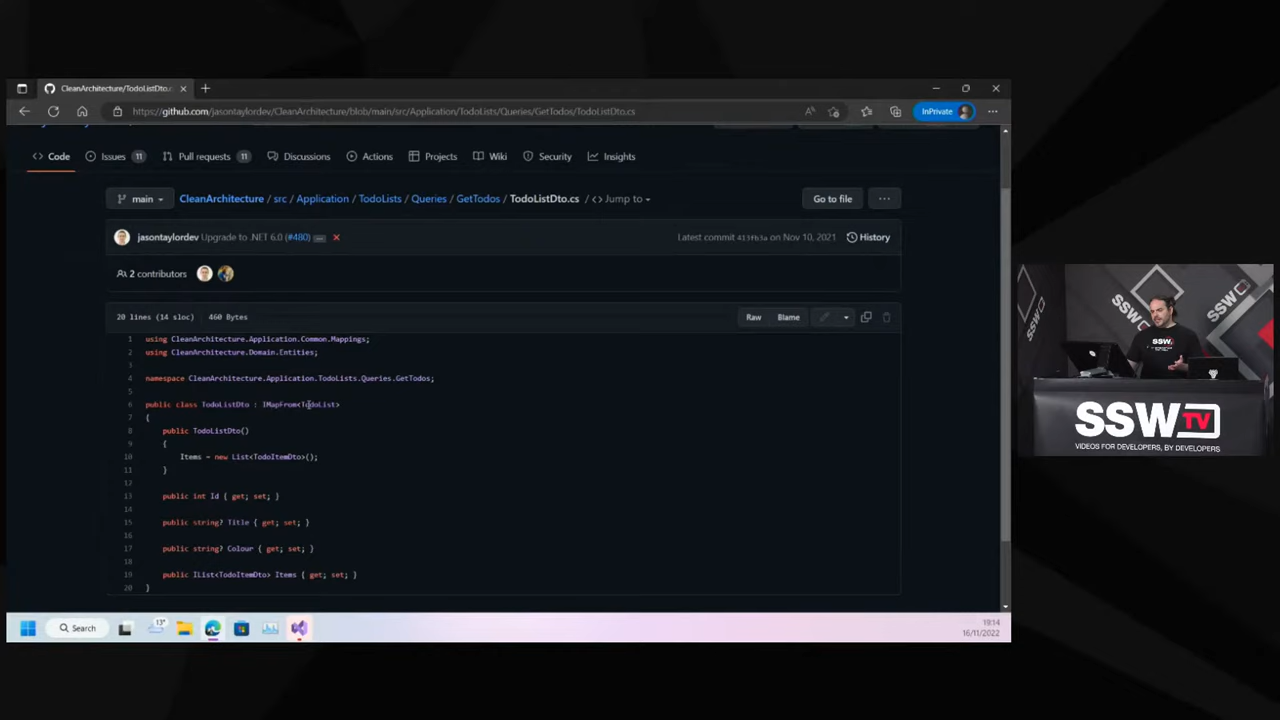 CleanArchitecture/TodoListDto.c
https://github.com/jasontaylordev/CleanArchitecture/blob/main/src/Application/TodoLists/Queries/GetTodos/TodoListDto.cs
InPrivate
Code
Issues 11
Pull requests 11
Discussions
Actions
Projects
Wiki
Security
Insights
main
CleanArchitecture / src / Application / TodoLists / Queries / GetTodos / TodoListDto.cs / <> Jump to
Go to file
jasontaylordev Upgrade to .NET 6.0 (#480)
Latest commit 413fb3a on Nov 10, 2021
History
2 contributors
20 lines (14 sloc) 460 Bytes
Raw
Blame
1 using CleanArchitecture.Application.Common.Mappings;
2 using CleanArchitecture.Domain.Entities;
3
4 namespace CleanArchitecture.Application.TodoLists.Queries.GetTodos;
5
6 public class TodoListDto : IMapFrom<TodoList>
7 {
8 public TodoListDto()
9 {
10 Items = new List<TodoItemDto>();
11 }
12
13 public int Id { get; set; }
14
15 public string? Title { get; set; }
16
17 public string? Colour { get; set; }
18
19 public IList<TodoItemDto> Items { get; set; }
20 }
Search
13°
19:14
16/11/2022
SSW
SSW
SSW
SSW TV
VIDEOS FOR DEVELOPERS, BY DEVELOPERS